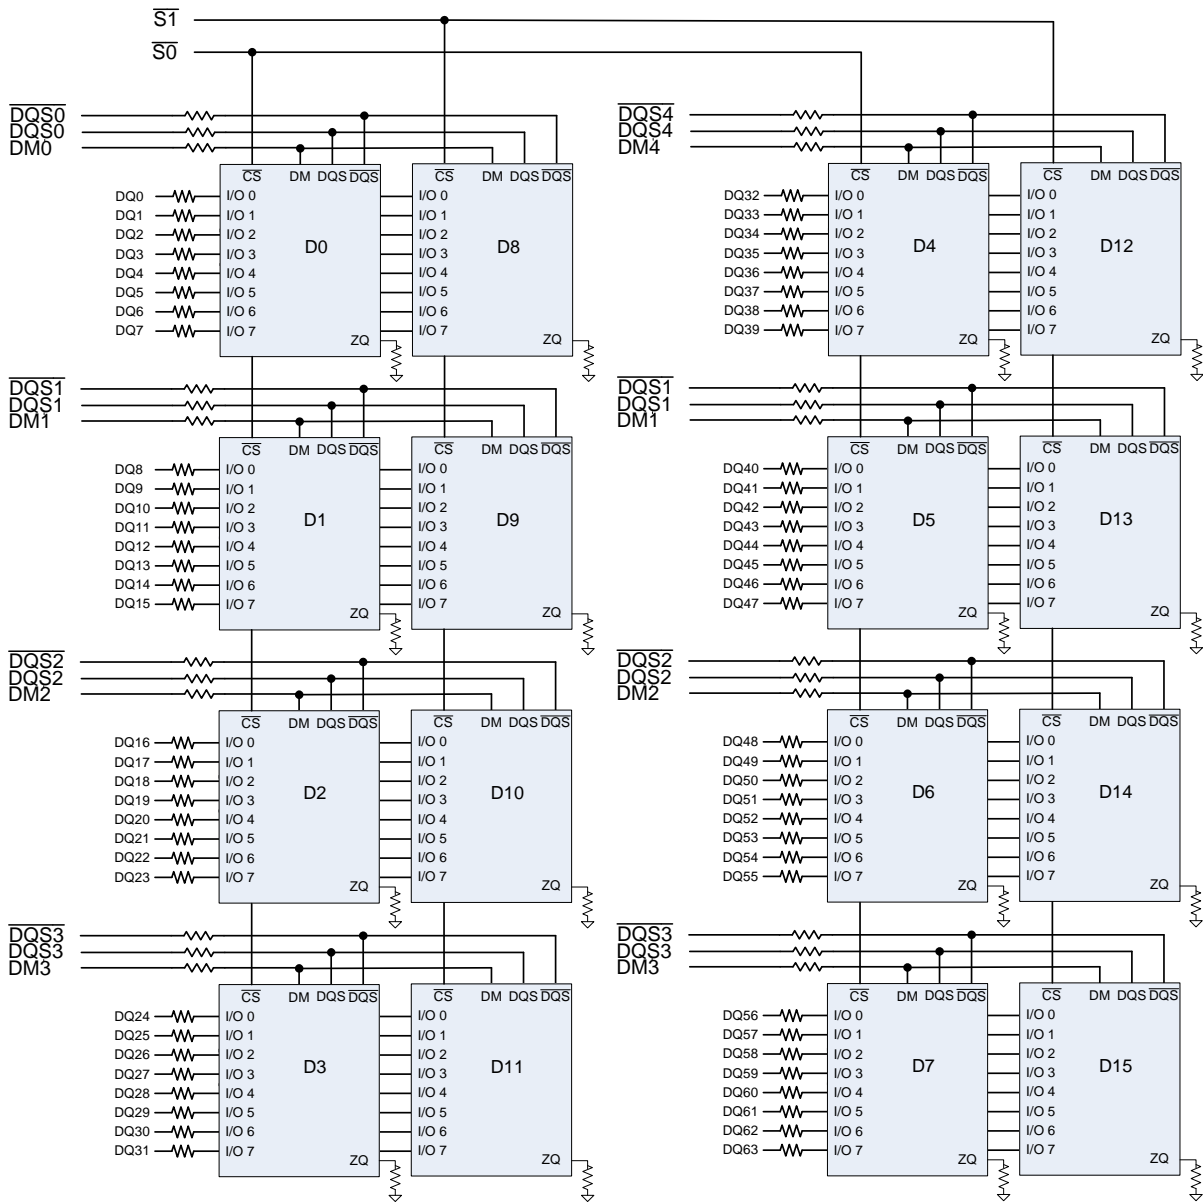 S1
S0
DQS0
DQS0
DM0
CS DM DQS DQS
CS DM DQS DQS
DQ0 I/O 0 I/O 0
DQ1 I/O 1 I/O 1
DQ2 I/O 2 I/O 2
DQ3 I/O 3 I/O 3
DQ4 I/O 4 I/O 4
DQ5 I/O 5 I/O 5
DQ6 I/O 6 I/O 6
DQ7 I/O 7 I/O 7
D0
D8
ZQ
ZQ
DQS4
DQS4
DM4
CS DM DQS DQS
CS DM DQS DQS
DQ32 I/O 0 I/O 0
DQ33 I/O 1 I/O 1
DQ34 I/O 2 I/O 2
DQ35 I/O 3 I/O 3
DQ36 I/O 4 I/O 4
DQ37 I/O 5 I/O 5
DQ38 I/O 6 I/O 6
DQ39 I/O 7 I/O 7
D4
D12
ZQ
ZQ
DQS1
DQS1
DM1
CS DM DQS DQS
CS DM DQS DQS
DQ8 I/O 0 I/O 0
DQ9 I/O 1 I/O 1
DQ10 I/O 2 I/O 2
DQ11 I/O 3 I/O 3
DQ12 I/O 4 I/O 4
DQ13 I/O 5 I/O 5
DQ14 I/O 6 I/O 6
DQ15 I/O 7 I/O 7
D1
D9
ZQ
ZQ
DQS1
DQS1
DM1
CS DM DQS DQS
CS DM DQS DQS
DQ40 I/O 0 I/O 0
DQ41 I/O 1 I/O 1
DQ42 I/O 2 I/O 2
DQ43 I/O 3 I/O 3
DQ44 I/O 4 I/O 4
DQ45 I/O 5 I/O 5
DQ46 I/O 6 I/O 6
DQ47 I/O 7 I/O 7
D5
D13
ZQ
ZQ
DQS2
DQS2
DM2
CS DM DQS DQS
CS DM DQS DQS
DQ16 I/O 0 I/O 0
DQ17 I/O 1 I/O 1
DQ18 I/O 2 I/O 2
DQ19 I/O 3 I/O 3
DQ20 I/O 4 I/O 4
DQ21 I/O 5 I/O 5
DQ22 I/O 6 I/O 6
DQ23 I/O 7 I/O 7
D2
D10
ZQ
ZQ
DQS2
DQS2
DM2
CS DM DQS DQS
CS DM DQS DQS
DQ48 I/O 0 I/O 0
DQ49 I/O 1 I/O 1
DQ50 I/O 2 I/O 2
DQ51 I/O 3 I/O 3
DQ52 I/O 4 I/O 4
DQ53 I/O 5 I/O 5
DQ54 I/O 6 I/O 6
DQ55 I/O 7 I/O 7
D6
D14
ZQ
ZQ
DQS3
DQS3
DM3
CS DM DQS DQS
CS DM DQS DQS
DQ24 I/O 0 I/O 0
DQ25 I/O 1 I/O 1
DQ26 I/O 2 I/O 2
DQ27 I/O 3 I/O 3
DQ28 I/O 4 I/O 4
DQ29 I/O 5 I/O 5
DQ30 I/O 6 I/O 6
DQ31 I/O 7 I/O 7
D3
D11
ZQ
ZQ
DQS3
DQS3
DM3
CS DM DQS DQS
CS DM DQS DQS
DQ56 I/O 0 I/O 0
DQ57 I/O 1 I/O 1
DQ58 I/O 2 I/O 2
DQ59 I/O 3 I/O 3
DQ60 I/O 4 I/O 4
DQ61 I/O 5 I/O 5
DQ62 I/O 6 I/O 6
DQ63 I/O 7 I/O 7
D7
D15
ZQ
ZQ